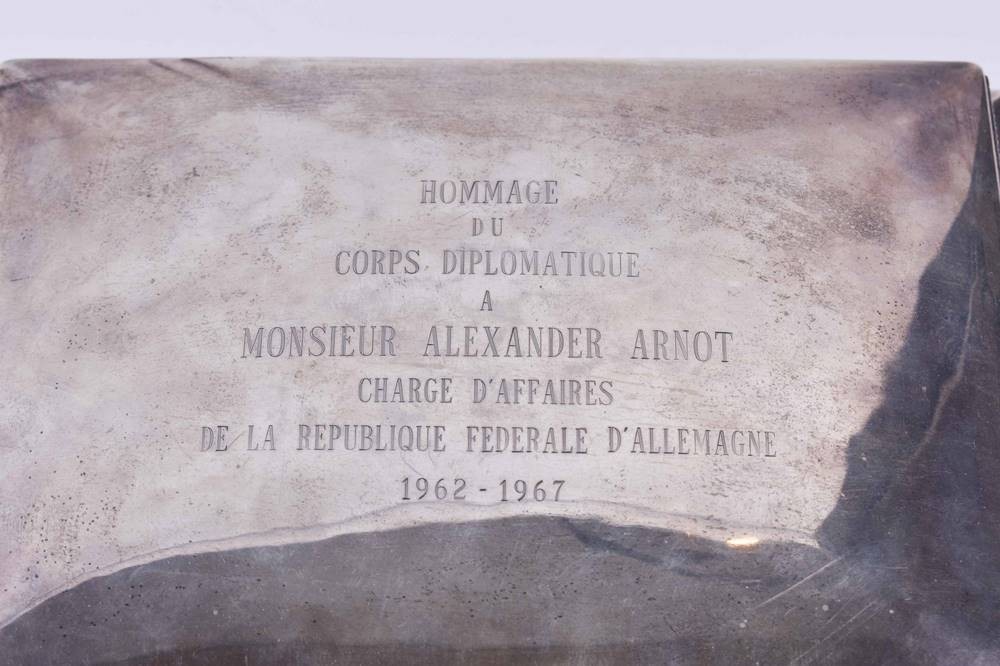 HOMMAGE
DU
CORPS DIPLOMATIQUE
A
MONSIEUR ALEXANDER ARNOT
CHARGE D'AFFAIRES
DE LA REPUBLIQUE FEDERALE D'ALLEMAGNE
1962 - 1967